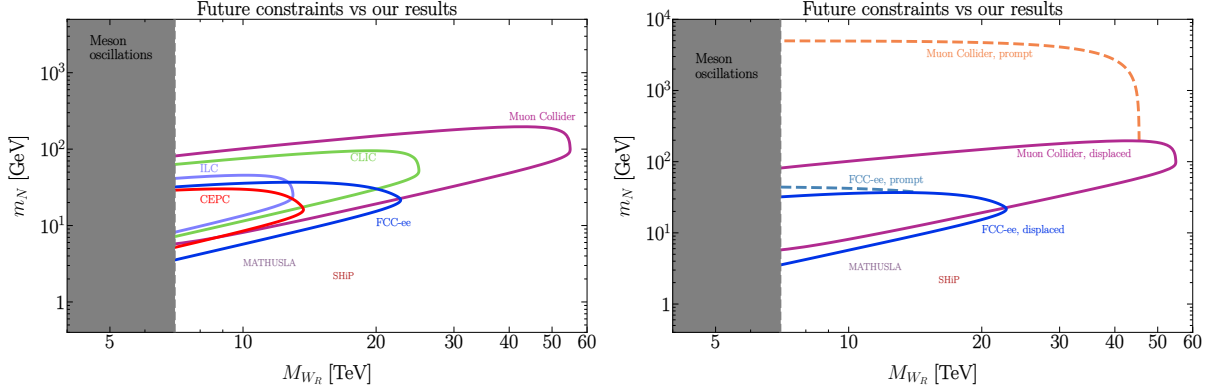 Future constraints vs our results
Meson
oscillations
Muon Collider
CLIC
ILC
CEPC
FCC-ee
MATHUSLA
SHiP
10³
10²
10
1
m_N [GeV]
5 10 20 30 40 50 60
M_{W_R} [TeV]
Future constraints vs our results
Meson
oscillations
Muon Collider, prompt
Muon Collider, displaced
FCC-ee, prompt
FCC-ee, displaced
MATHUSLA
SHiP
10⁴
10³
10²
10¹
1
m_N [GeV]
5 10 20 30 40 50 60
M_{W_R} [TeV]